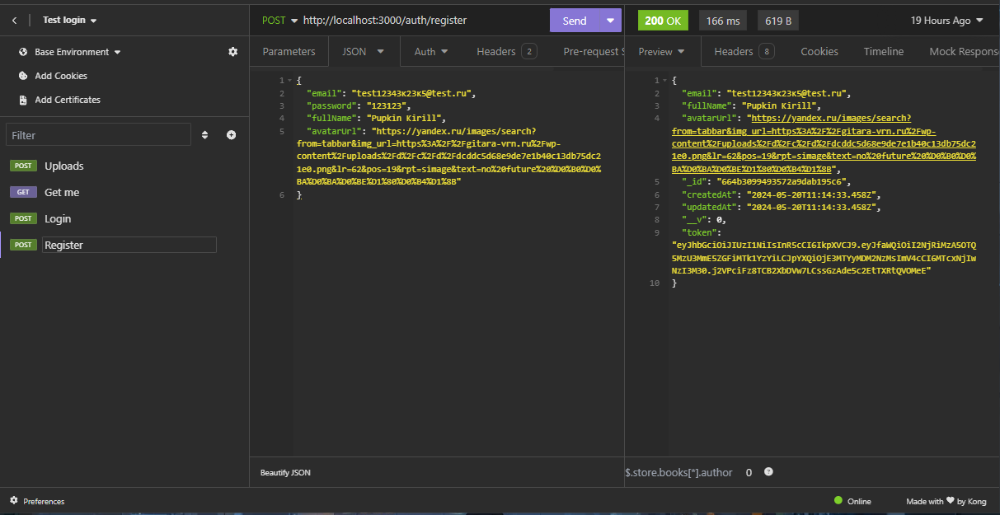 Test login
POST http://localhost:3000/auth/register
Send
200 OK
166 ms
619 B
19 Hours Ago
Base Environment
Add Cookies
Add Certificates
Filter
POST Uploads
GET Get me
POST Login
POST Register
Parameters
JSON
Auth
Headers 2
Pre-request S
1 {
2 "email": "test12343к23к5@test.ru",
3 "password": "123123",
4 "fullName": "Pupkin Kirill",
5 "avatarUrl": "https://yandex.ru/images/search?
from=tabbar&img_url=https%3A%2F%2Fgitara-vrn.ru%2Fwp-
content%2Fuploads%2Fd%2Fc%2Fd%2Fdcddc5d68e9de7e1b40c13db75dc2
1e0.png&lr=62&pos=19&rpt=simage&text=no%20future%20%D0%B0%D0%
BA%D0%BA%D0%BE%D1%80%D0%B4%D1%8B"
6 }
Beautify JSON
Preview
Headers 8
Cookies
Timeline
Mock Respons
1 {
2 "email": "test12343к23к5@test.ru",
3 "fullName": "Pupkin Kirill",
4 "avatarUrl": "https://yandex.ru/images/search?
from=tabbar&img_url=https%3A%2F%2Fgitara-vrn.ru%2Fwp-
content%2Fuploads%2Fd%2Fc%2Fd%2Fdcddc5d68e9de7e1b40c13db75dc2
1e0.png&lr=62&pos=19&rpt=simage&text=no%20future%20%D0%B0%D0%
BA%D0%BA%D0%BE%D1%80%D0%B4%D1%8B",
5 "_id": "664b3099493572a9dab195c6",
6 "createdAt": "2024-05-20T11:14:33.458Z",
7 "updatedAt": "2024-05-20T11:14:33.458Z",
8 "__v": 0,
9 "token":
"eyJhbGciOiJIUzI1NiIsInR5cCI6IkpXVCJ9.eyJfaWQiOiI2NjRiMzA5OTQ
5MzU3MmE5ZGFiMTk1YzYiLCJpYXQiOjE3MTYyMDM2NzMsImV4cCI6MTcxNjIw
NzI3M30.j2VPciFz8TCB2XbDVw7LCssGzAde5c2EtTXRtQVOMeE"
10 }
$.store.books[*].author 0
Preferences
Online
Made with ❤ by Kong